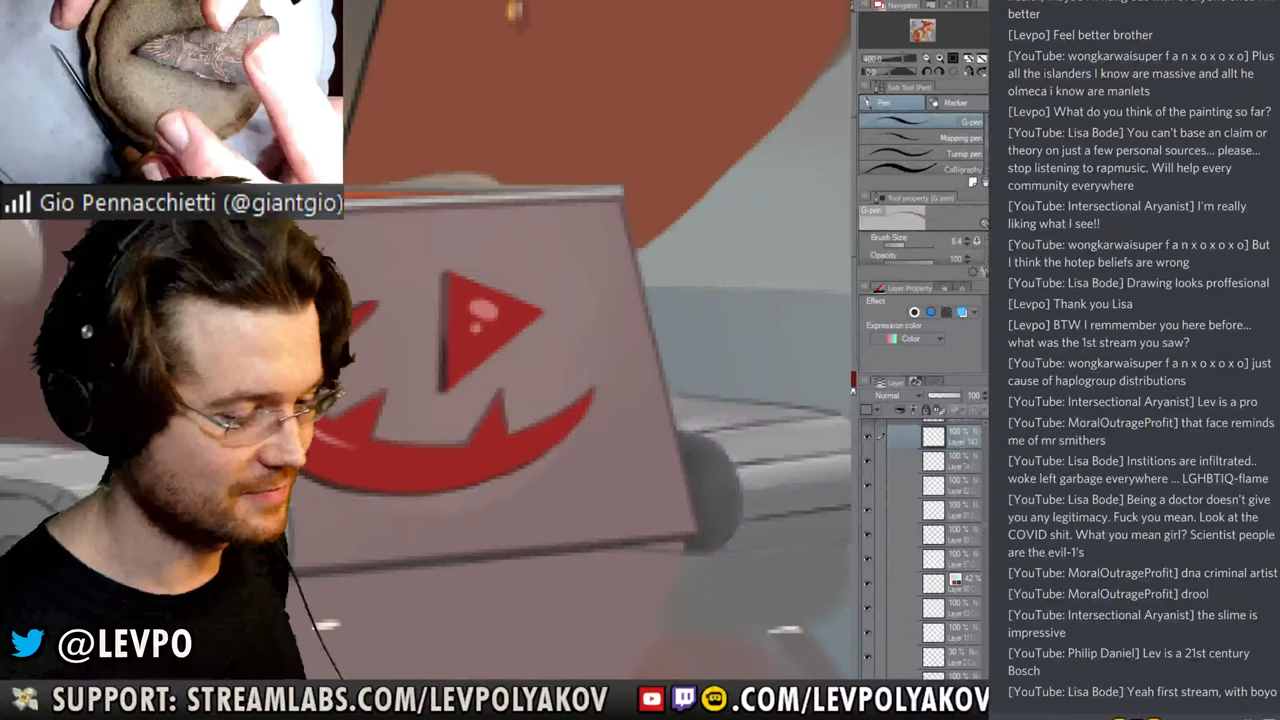 Gio Pennacchietti (@giantgio)
@LEVPO
SUPPORT: STREAMLABS.COM/LEVPOLYAKOV
.COM/LEVPOLYAKOV
Navigator
400.0
0.0
Sub Tool (Pen)
Pen
Marker
G-pen
Mapping pen
Turnip pen
Calligraphy
Tool property (G-pen)
G-pen
Brush Size
Opacity
100
Layer Property
Effect
Expression color
Color
Layer
Normal
100
better
[Levpo] Feel better brother
[YouTube: wongkarwaisuper f a n x o x o x o] Plus
all the islanders I know are massive and allt he
olmeca i know are manlets
[Levpo] What do you think of the painting so far?
[YouTube: Lisa Bode] You can't base an claim or
theory on just a few personal sources... please...
stop listening to rapmusic. Will help every
community everywhere
[YouTube: Intersectional Aryanist] I'm really
liking what I see!!
[YouTube: wongkarwaisuper f a n x o x o x o] But
I think the hotep beliefs are wrong
[YouTube: Lisa Bode] Drawing looks proffesional
[Levpo] Thank you Lisa
[Levpo] BTW I remmember you here before...
what was the 1st stream you saw?
[YouTube: wongkarwaisuper f a n x o x o x o] just
cause of haplogroup distributions
[YouTube: Intersectional Aryanist] Lev is a pro
[YouTube: MoralOutrageProfit] that face reminds
me of mr smithers
[YouTube: Lisa Bode] Institions are infiltrated..
woke left garbage everywhere ... LGHBTIQ-flame
[YouTube: Lisa Bode] Being a doctor doesn't give
you any legitimacy. Fuck you mean. Look at the
COVID shit. What you mean girl? Scientist people
are the evil-1's
[YouTube: MoralOutrageProfit] dna criminal artist
[YouTube: MoralOutrageProfit] drool
[YouTube: Intersectional Aryanist] the slime is
impressive
[YouTube: Philip Daniel] Lev is a 21st century
Bosch
[YouTube: Lisa Bode] Yeah first stream, with boyo